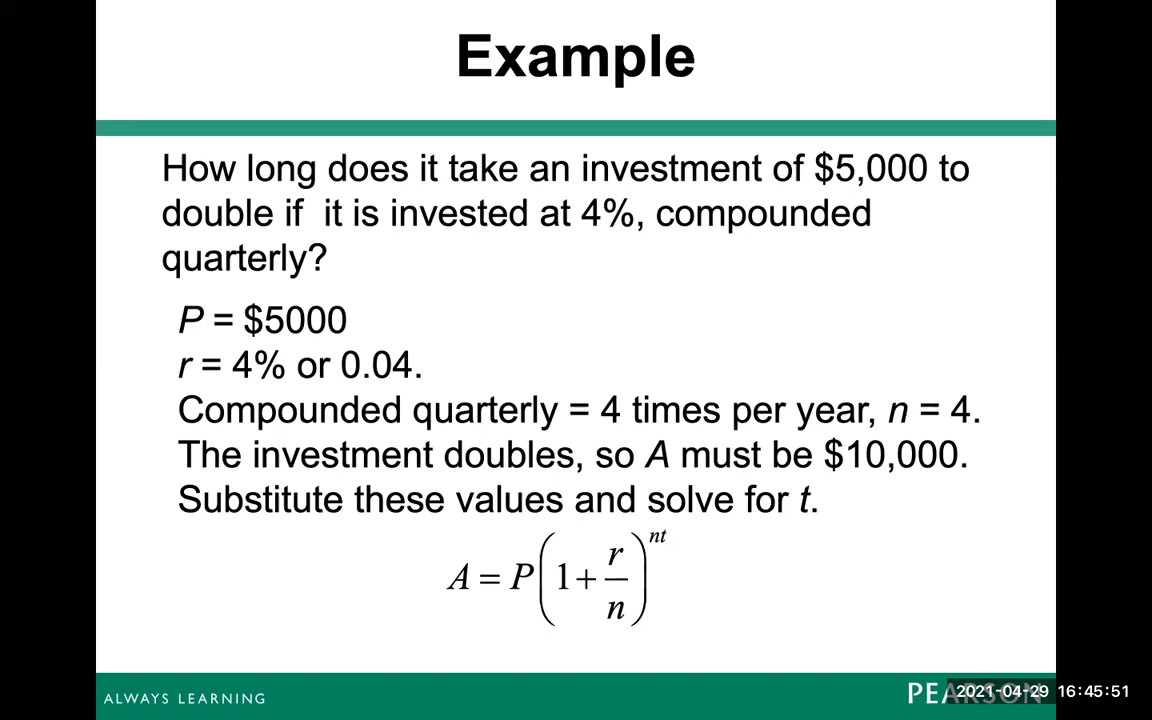 Example
How long does it take an investment of $5,000 to
double if it is invested at 4%, compounded
quarterly?
P = $5000
r = 4% or 0.04.
Compounded quarterly = 4 times per year, n = 4.
The investment doubles, so A must be $10,000.
Substitute these values and solve for t.
A = P(1 + r/n)^nt
ALWAYS LEARNING
PEARSON 2021-04-29 16:45:51